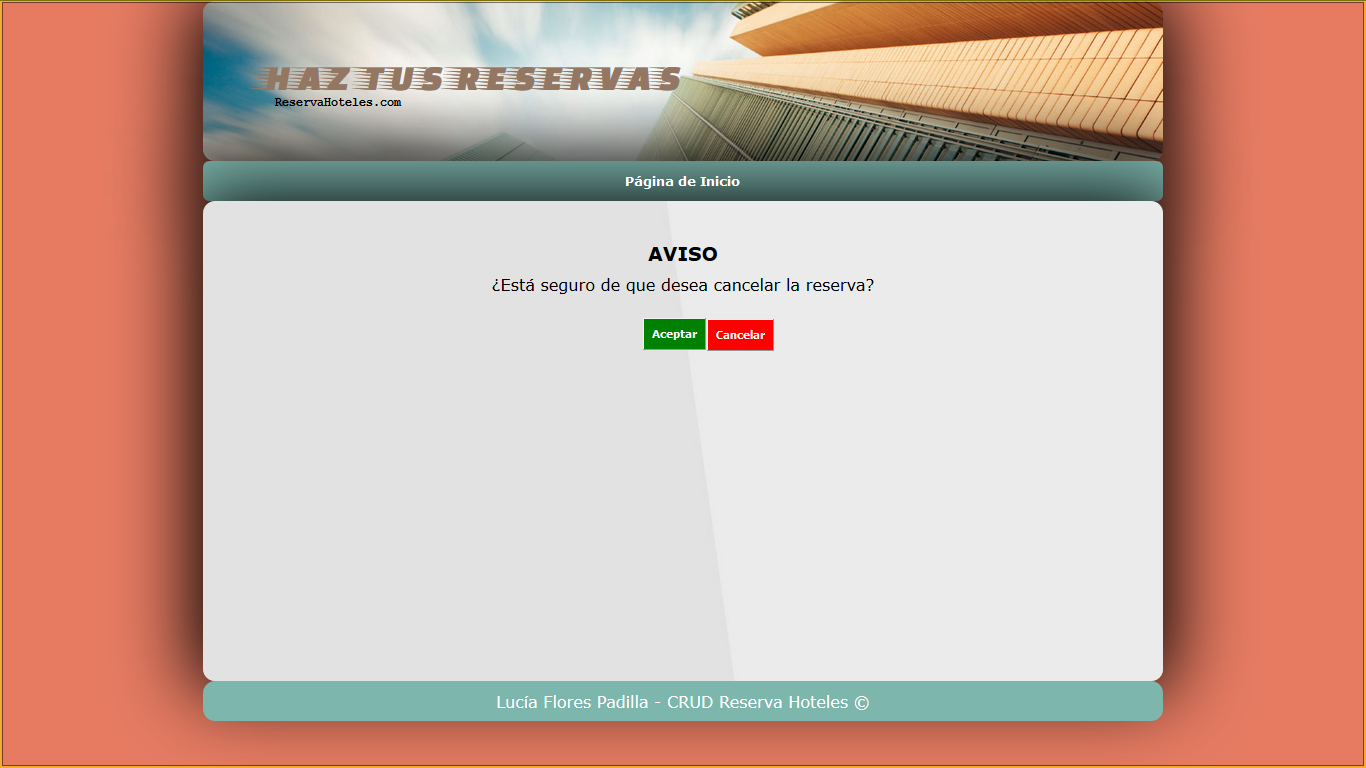 HAZ TUS RESERVAS
ReservaHoteles.com
Página de Inicio
AVISO
¿Está seguro de que desea cancelar la reserva?
Aceptar Cancelar
Lucía Flores Padilla - CRUD Reserva Hoteles ©